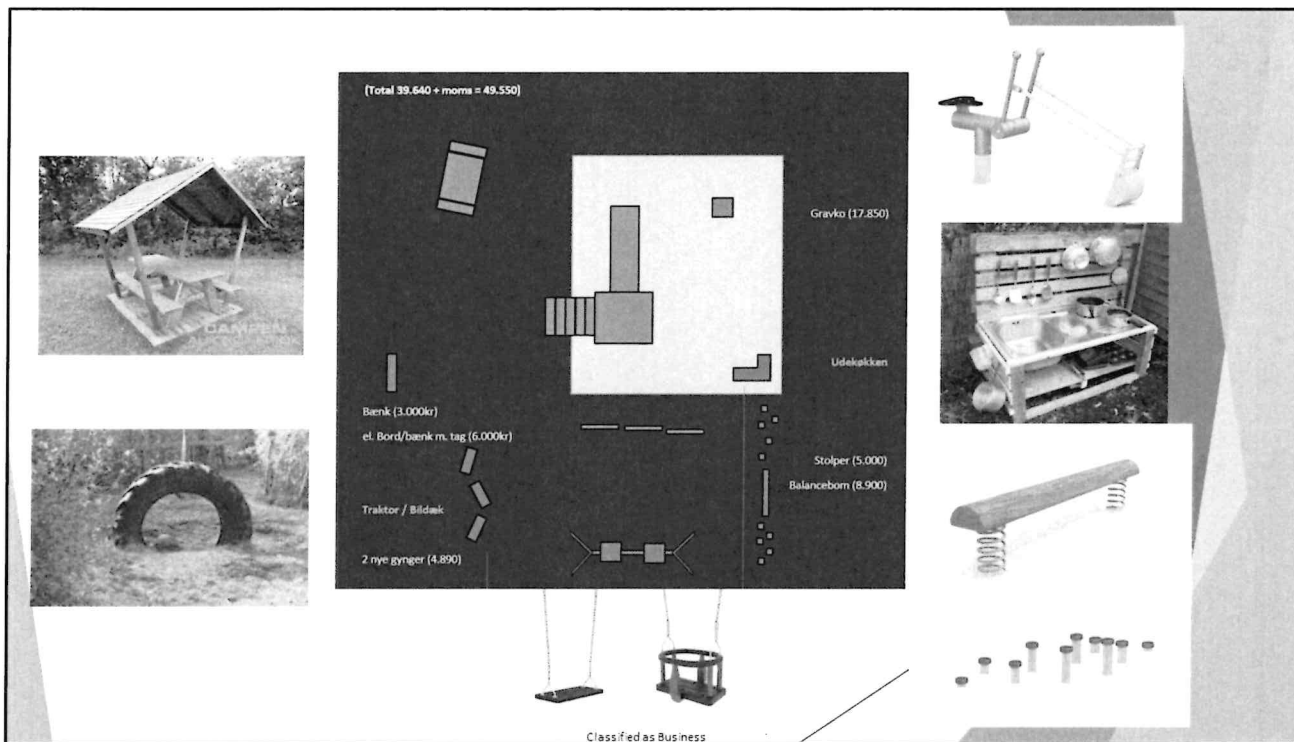 (Total 39.640 + moms = 49.550)
Gravko (17.850)
DAMPEN
Udekøkken
Bænk (3.000kr)
el. Bord/bænk m. tag (6.000kr)
Stolper (5.000)
Balancebom (8.900)
Traktor / Bildæk
2 nye gynger (4.890)
Classified as Business